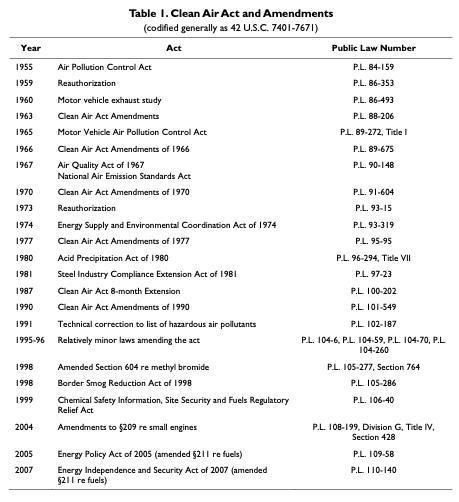 Table 1. Clean Air Act and Amendments
(codified generally as 42 U.S.C. 7401-7671)
Year Act Public Law Number
1955 Air Pollution Control Act P.L. 84-159
1959 Reauthorization P.L. 86-353
1960 Motor vehicle exhaust study P.L. 86-493
1963 Clean Air Act Amendments P.L. 88-206
1965 Motor Vehicle Air Pollution Control Act P.L. 89-272, Title I
1966 Clean Air Act Amendments of 1966 P.L. 89-675
1967 Air Quality Act of 1967 P.L. 90-148
National Air Emission Standards Act
1970 Clean Air Act Amendments of 1970 P.L. 91-604
1973 Reauthorization P.L. 93-15
1974 Energy Supply and Environmental Coordination Act of 1974 P.L. 93-319
1977 Clean Air Act Amendments of 1977 P.L. 95-95
1980 Acid Precipitation Act of 1980 P.L. 96-294, Title VII
1981 Steel Industry Compliance Extension Act of 1981 P.L. 97-23
1987 Clean Air Act 8-month Extension P.L. 100-202
1990 Clean Air Act Amendments of 1990 P.L. 101-549
1991 Technical correction to list of hazardous air pollutants P.L. 102-187
1995-96 Relatively minor laws amending the act P.L. 104-6, P.L. 104-59, P.L. 104-70, P.L.
104-260
1998 Amended Section 604 re methyl bromide P.L. 105-277, Section 764
1998 Border Smog Reduction Act of 1998 P.L. 105-286
1999 Chemical Safety Information, Site Security and Fuels Regulatory P.L. 106-40
Relief Act
2004 Amendments to §209 re small engines P.L. 108-199, Division G, Title IV,
Section 428
2005 Energy Policy Act of 2005 (amended §211 re fuels) P.L. 109-58
2007 Energy Independence and Security Act of 2007 (amended P.L. 110-140
§211 re fuels)